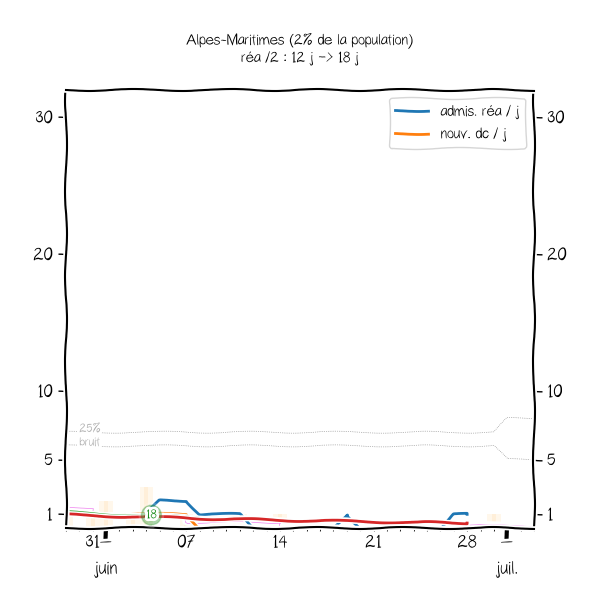 Alpes-Maritimes (2% de la population)
réa /2 : 12 j -> 18 j
admis. réa / j
nouv. dc / j
30
30
20
20
10
10
25%
bruit
5
5
18
1
1
31
07
14
21
28
juin
juil.